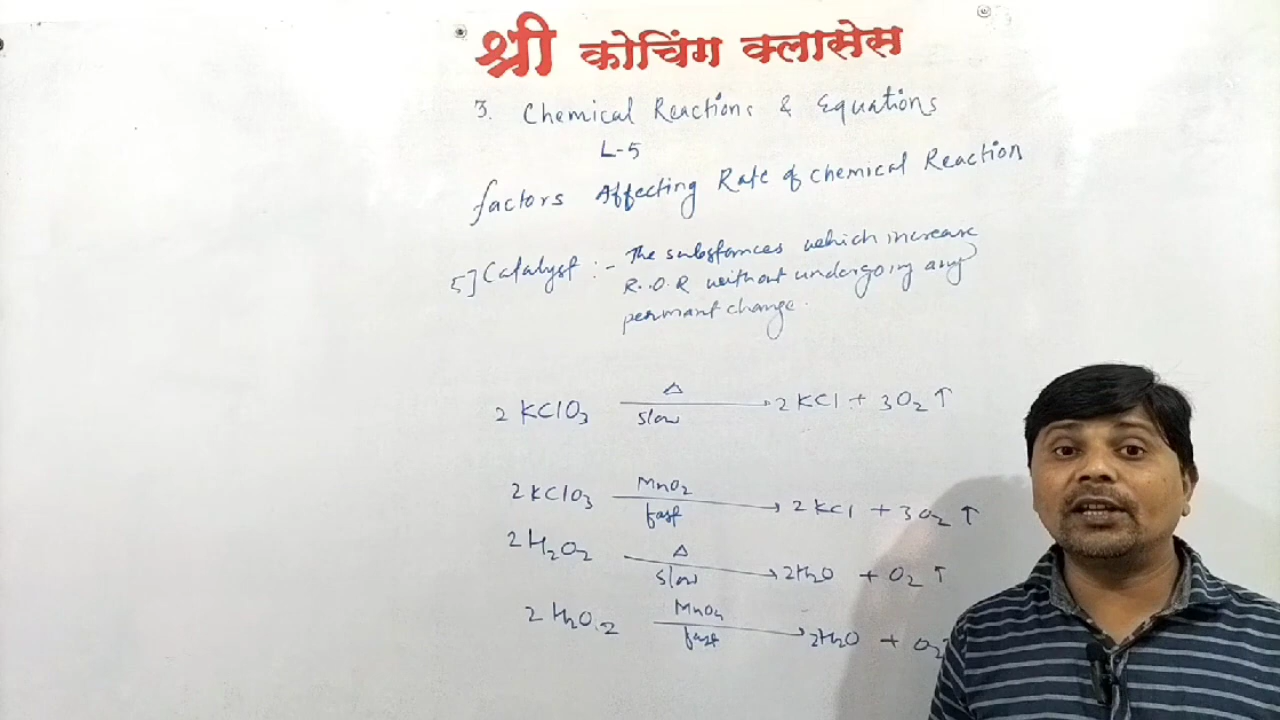 श्री कोचिंग क्लासेस
3. Chemical Reactions & Equations
L-5
factors Affecting Rate of chemical Reaction
5] Catalyst :- The substances which increase
R.O.R without undergoing any
permant change.
2 KClO3 Δ slow → 2 KCl + 3O2 ↑
2 KClO3 MnO2 fast → 2 KCl + 3O2 ↑
2 H2O2 Δ slow → 2H2O + O2 ↑
2 H2O2 MnO2 fast → 2H2O + O2 ↑